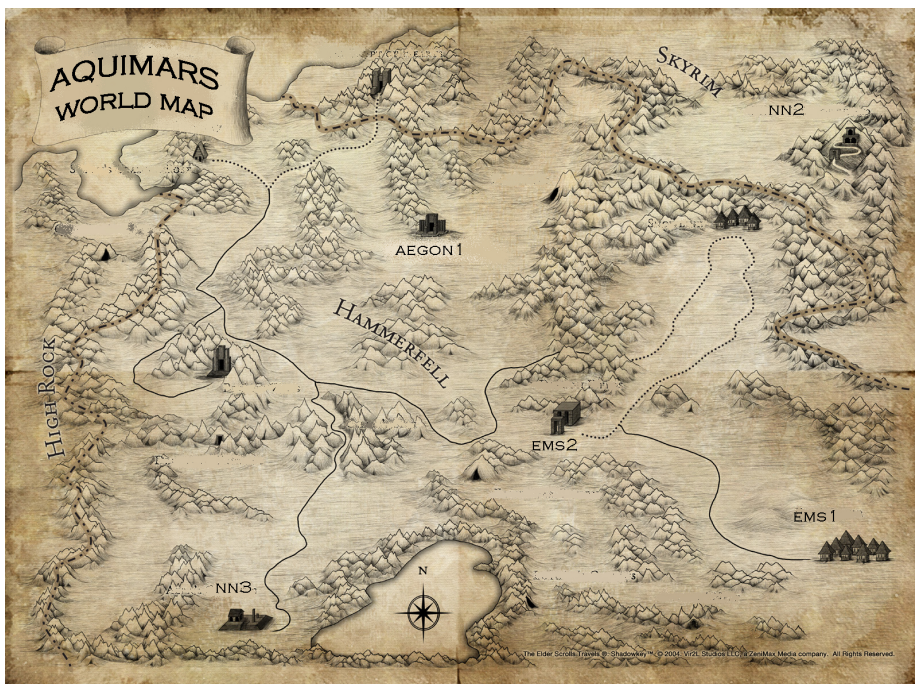 AQUIMARS
WORLD MAP
SKYRIM
NN2
AEGON1
HAMMERFELL
HIGH ROCK
EMS2
EMS1
NN3
N
The Elder Scrolls Travels ®: Shadowkey™, © 2004, Vir2L Studios LLC, a ZeniMax Media company. All Rights Reserved.